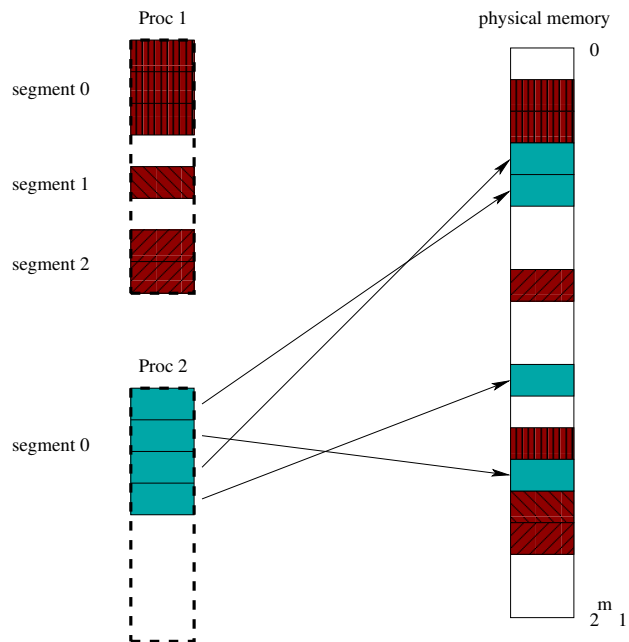 Proc 1
physical memory
0
segment 0
segment 1
segment 2
Proc 2
segment 0
2^m 1